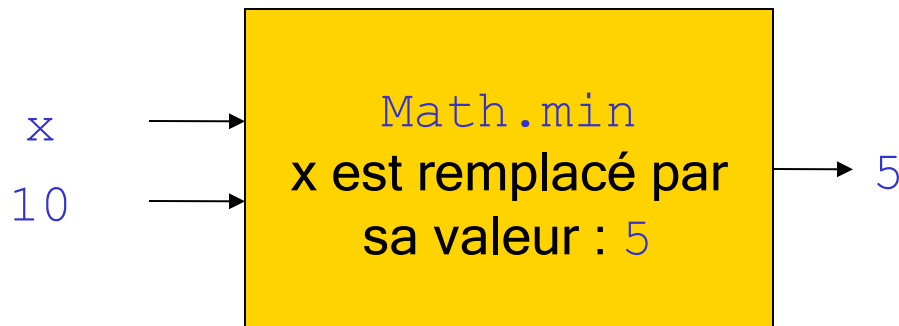 x
10
Math.min
x est remplacé par
sa valeur : 5
5